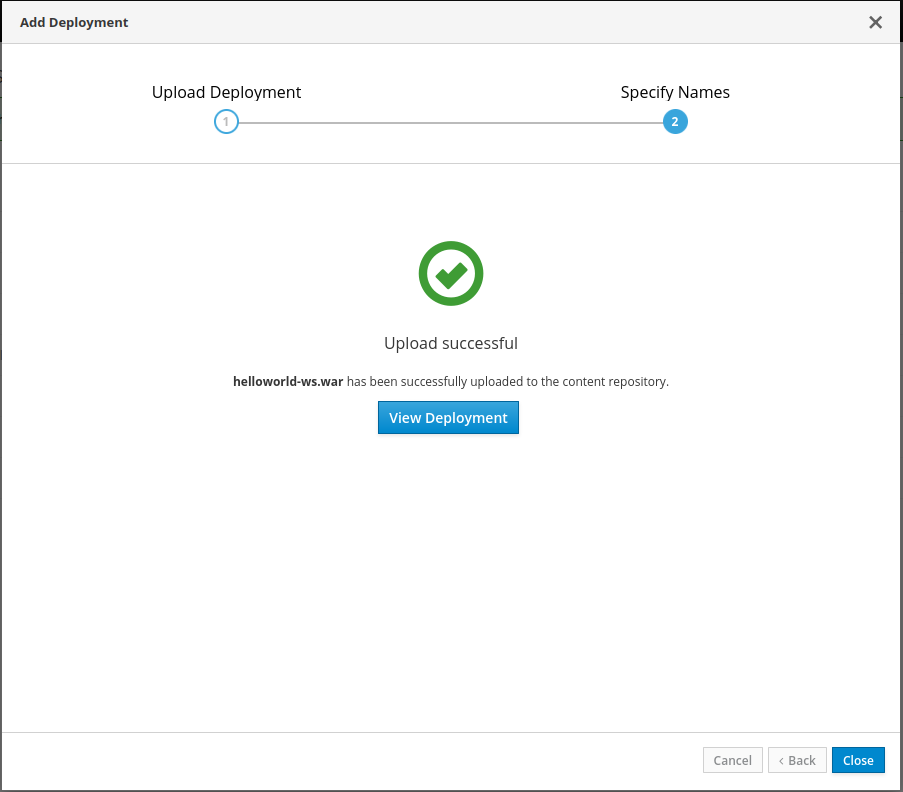 Add Deployment
Upload Deployment
Specify Names
1
2
Upload successful
helloworld-ws.war has been successfully uploaded to the content repository.
View Deployment
Cancel
‹ Back
Close